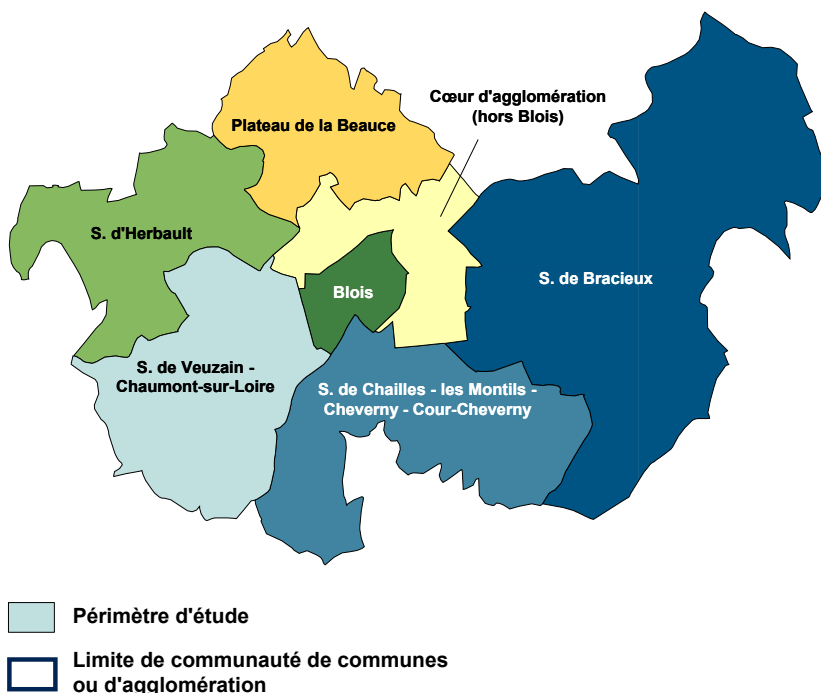 Cœur d'agglomération
(hors Blois)
Plateau de la Beauce
S. d'Herbault
S. de Bracieux
Blois
S. de Veuzain -
Chaumont-sur-Loire
S. de Chailles - les Montils -
Cheverny - Cour-Cheverny
Périmètre d'étude
Limite de communauté de communes
ou d'agglomération